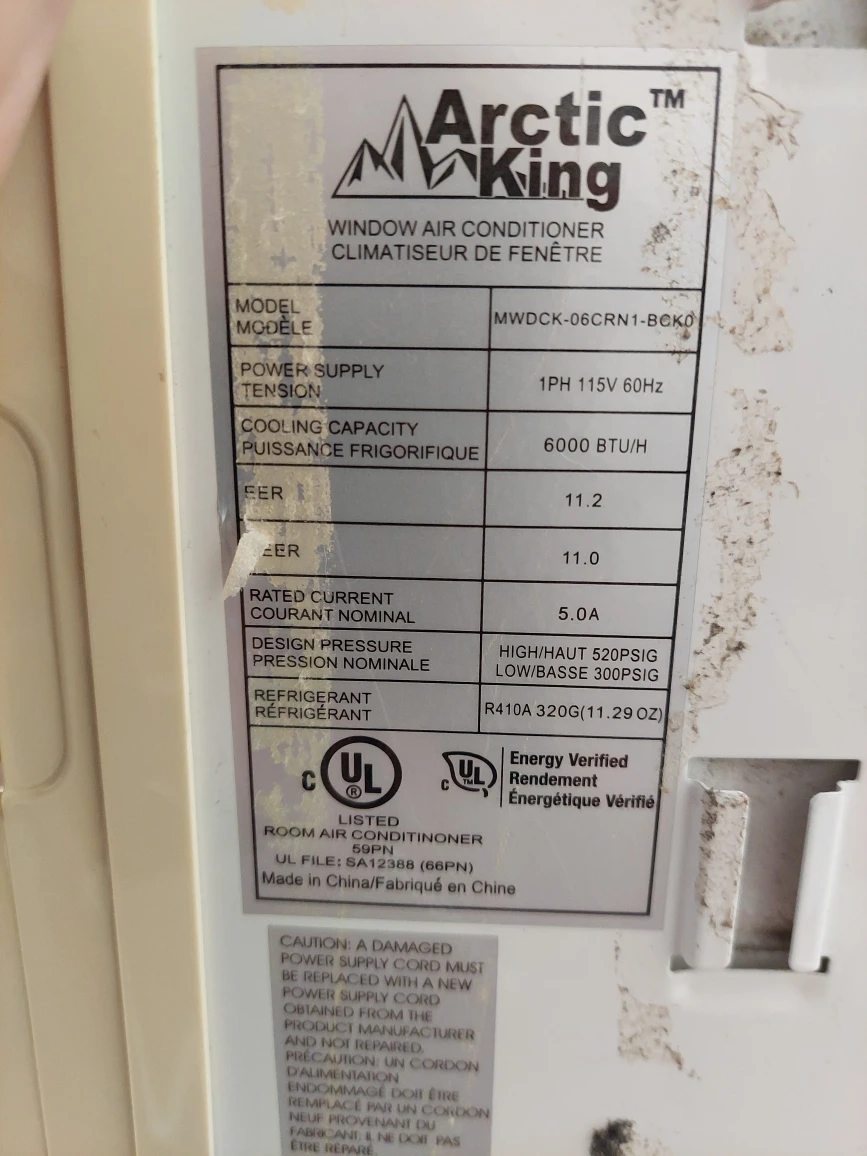 Arctic™
King
WINDOW AIR CONDITIONER
CLIMATISEUR DE FENÊTRE
MODEL
MODÈLE
MWDCK-06CRN1-BCK0
POWER SUPPLY
TENSION
1PH 115V 60Hz
COOLING CAPACITY
PUISSANCE FRIGORIFIQUE
6000 BTU/H
EER
11.2
EER
11.0
RATED CURRENT
COURANT NOMINAL
5.0A
DESIGN PRESSURE
PRESSION NOMINALE
HIGH/HAUT 520PSIG
LOW/BASSE 300PSIG
REFRIGERANT
RÉFRIGÉRANT
R410A 320G(11.29 OZ)
C UL ®
LISTED
ROOM AIR CONDITINONER
59PN
UL FILE: SA12388 (66PN)
Made in China/Fabriqué en Chine
C UL TM
Energy Verified
Rendement
Énergétique Vérifié
CAUTION: A DAMAGED
POWER SUPPLY CORD MUST
BE REPLACED WITH A NEW
POWER SUPPLY CORD
OBTAINED FROM THE
PRODUCT MANUFACTURER
AND NOT REPAIRED.
PRÉCAUTION: UN CORDON
D'ALIMENTATION
ENDOMMAGÉ DOIT ÊTRE
REMPLACÉ PAR UN CORDON
NEUF PROVENANT DU
FABRICANT. IL NE DOIT PAS
ÊTRE RÉPARÉ.